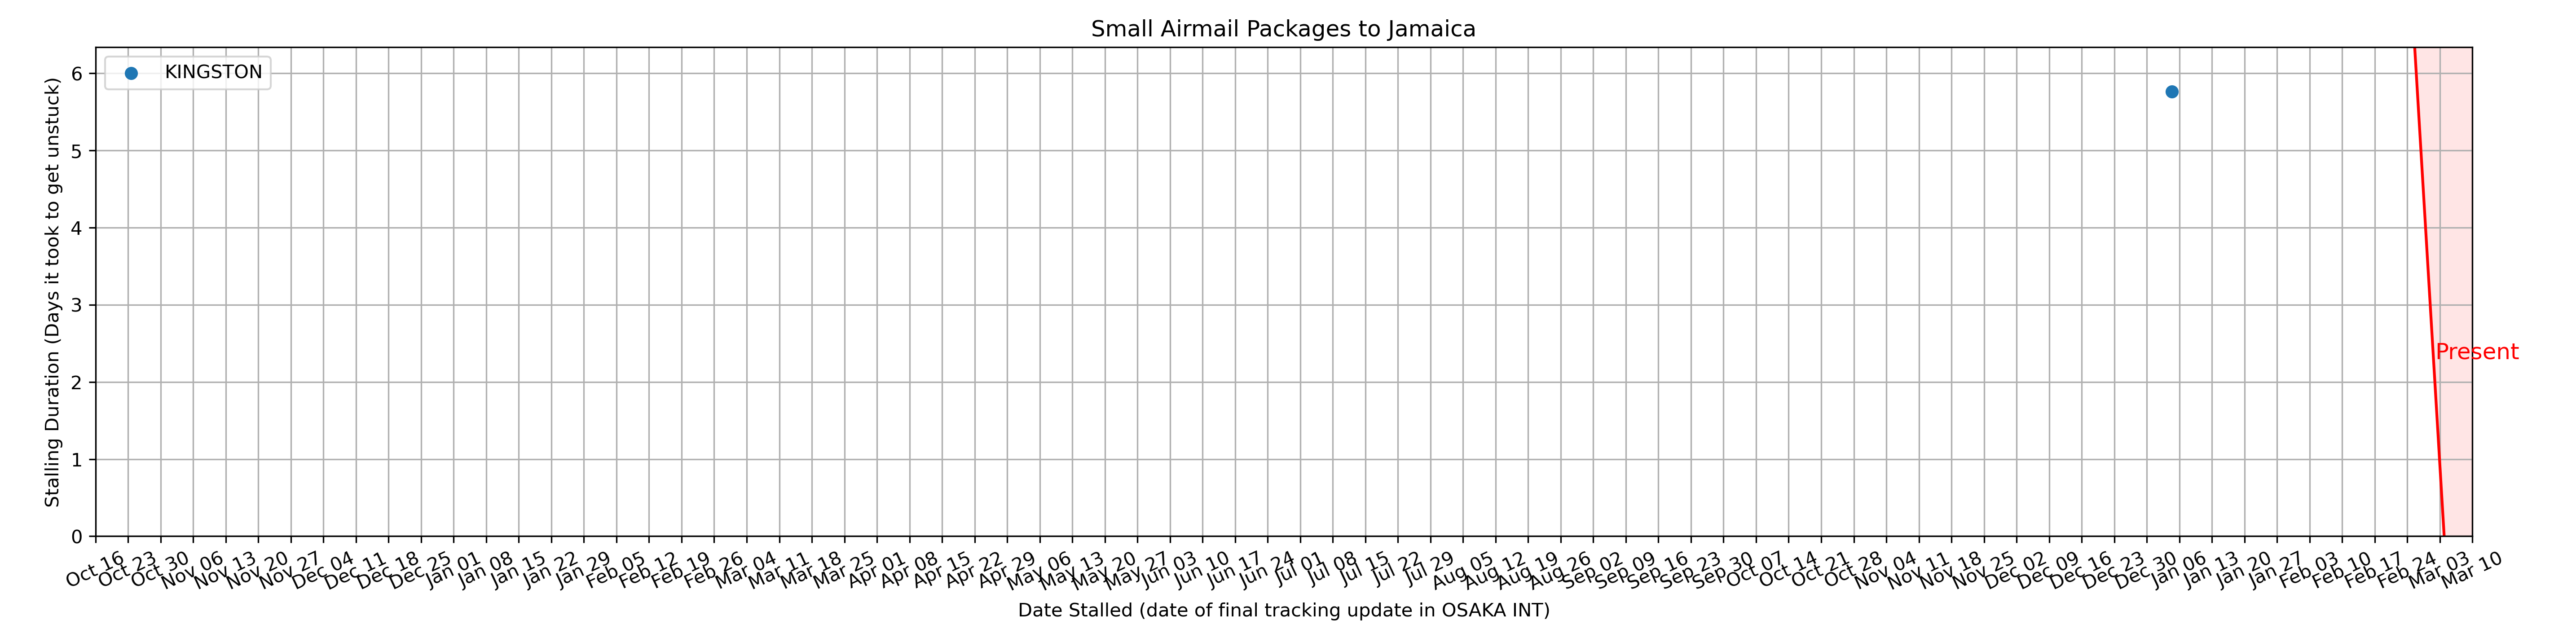 Small Airmail Packages to Jamaica
KINGSTON
Stalling Duration (Days it took to get unstuck)
6
5
4
3
2
1
0
Present
Oct 16 Oct 23 Oct 30 Nov 06 Nov 13 Nov 20 Nov 27 Dec 04 Dec 11 Dec 18 Dec 25 Jan 01 Jan 08 Jan 15 Jan 22 Jan 29 Feb 05 Feb 12 Feb 19 Feb 26 Mar 04 Mar 11 Mar 18 Mar 25 Apr 01 Apr 08 Apr 15 Apr 22 Apr 29 May 06 May 13 May 20 May 27 Jun 03 Jun 10 Jun 17 Jun 24 Jul 01 Jul 08 Jul 15 Jul 22 Jul 29 Aug 05 Aug 12 Aug 19 Aug 26 Sep 02 Sep 09 Sep 16 Sep 23 Sep 30 Oct 07 Oct 14 Oct 21 Oct 28 Nov 04 Nov 11 Nov 18 Nov 25 Dec 02 Dec 09 Dec 16 Dec 23 Dec 30 Jan 06 Jan 13 Jan 20 Jan 27 Feb 03 Feb 10 Feb 17 Feb 24 Mar 03 Mar 10
Date Stalled (date of final tracking update in OSAKA INT)